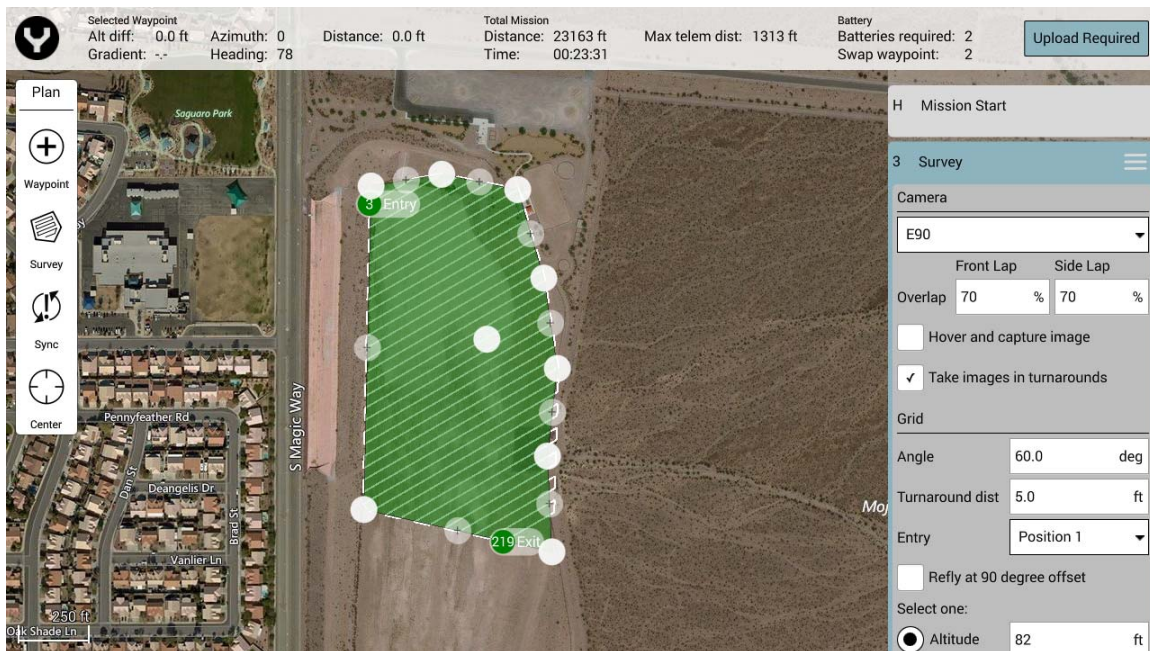 Selected Waypoint
Alt diff: 0.0 ft Azimuth: 0 Distance: 0.0 ft
Gradient: -.- Heading: 78
Total Mission
Distance: 23163 ft Max telem dist: 1313 ft
Time: 00:23:31
Battery
Batteries required: 2
Swap waypoint: 2
Upload Required
Plan
Waypoint
Survey
Sync
Center
Saguaro Park
S Magic Way
Pennyfeather Rd
Dan St
Deangelis Dr
Brad St
Vanlier Ln
250 ft
Oak Shade Ln
3 Entry
219 Exit
Moj
H Mission Start
3 Survey
Camera
E90
Front Lap Side Lap
Overlap 70 % 70 %
Hover and capture image
✓ Take images in turnarounds
Grid
Angle 60.0 deg
Turnaround dist 5.0 ft
Entry Position 1
Refly at 90 degree offset
Select one:
Altitude 82 ft